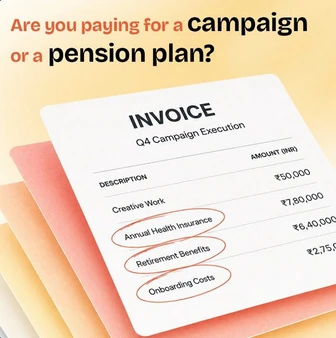 Are you paying for a campaign
or a pension plan?
INVOICE
Q4 Campaign Execution
DESCRIPTION AMOUNT (INR)
Creative Work ₹50,000
Annual Health Insurance ₹7,80,000
Retirement Benefits ₹6,40,000
Onboarding Costs